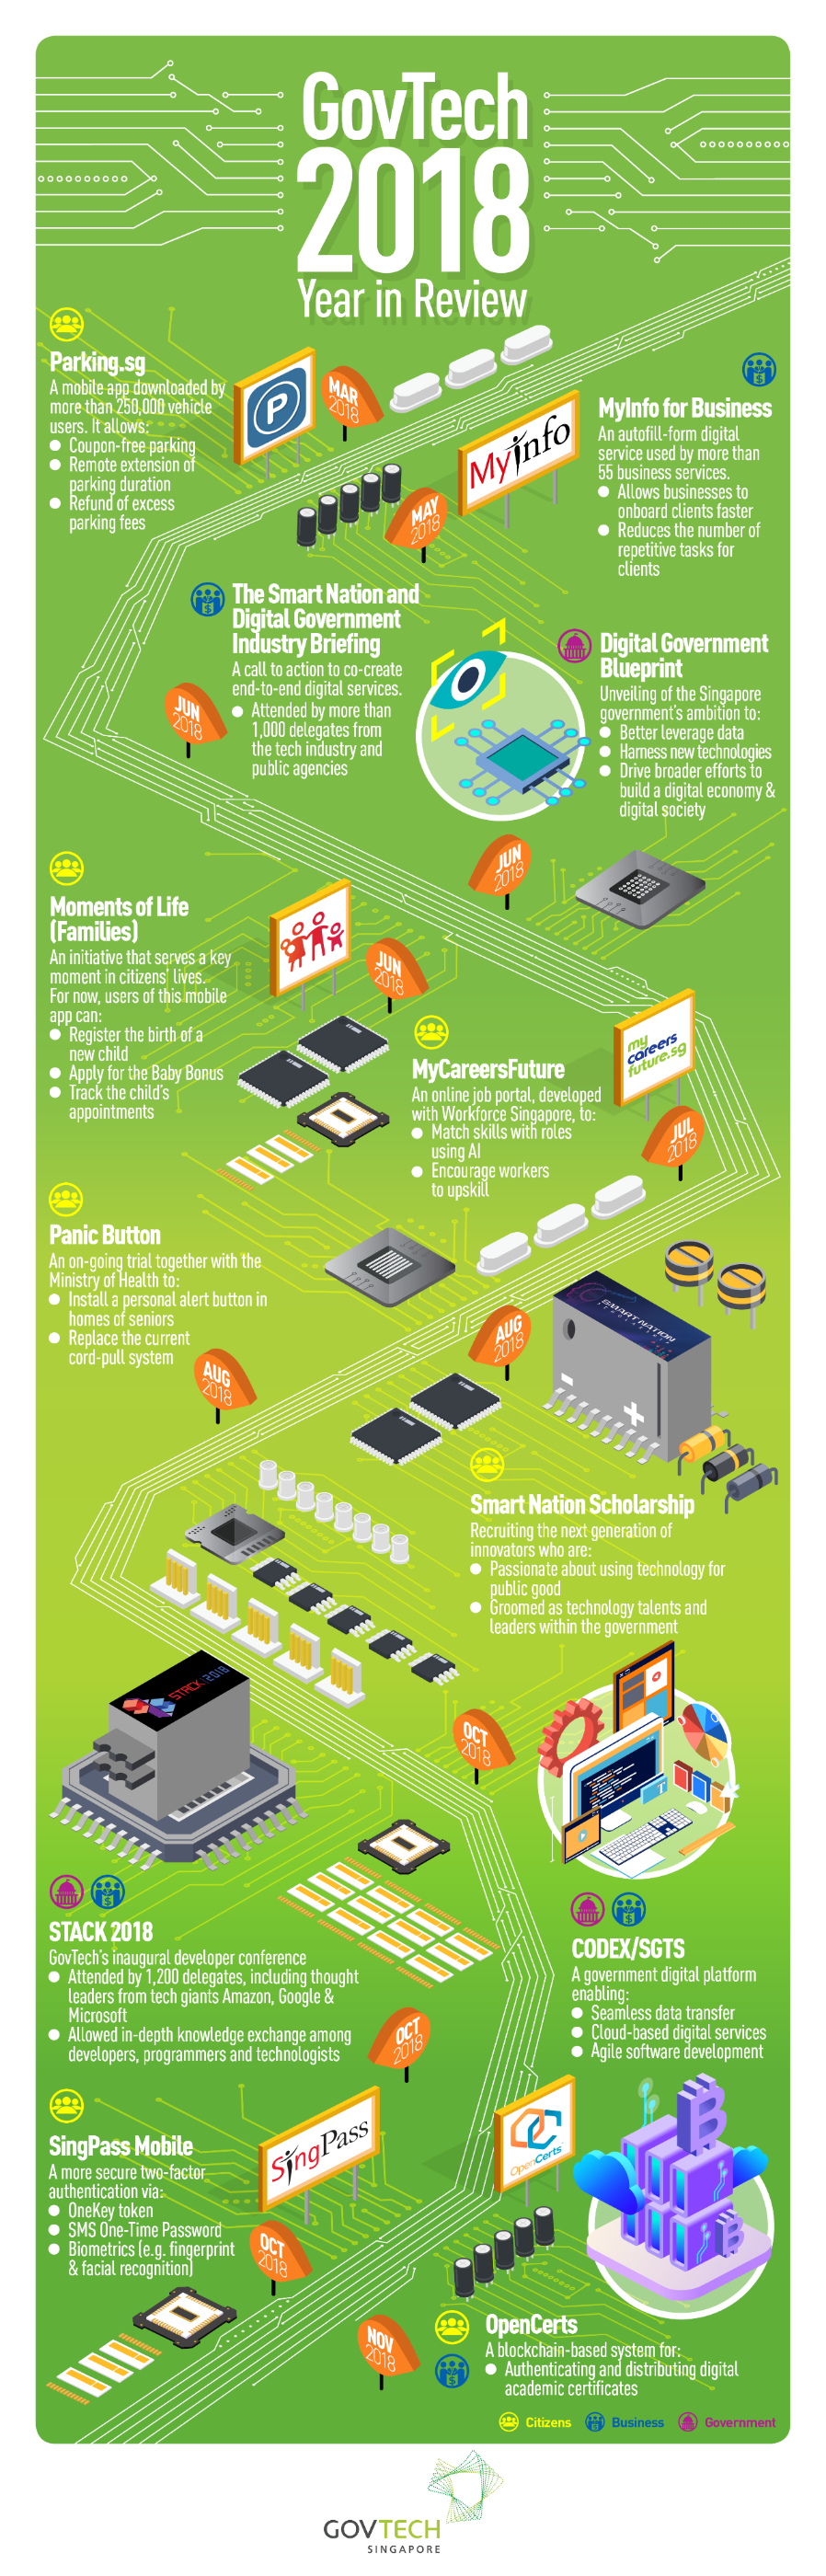 GovTech
2018
Year in Review
Parking.sg
A mobile app downloaded by
more than 250,000 vehicle
users. It allows:
Coupon-free parking
Remote extension of
parking duration
Refund of excess
parking fees
P
MAR
2018
MyInfo for Business
An autofill-form digital
service used by more than
55 business services.
Allows businesses to
onboard clients faster
Reduces the number of
repetitive tasks for
clients
Myinfo
MAY
2018
The Smart Nation and
Digital Government
Industry Briefing
A call to action to co-create
end-to-end digital services.
Attended by more than
1,000 delegates from
the tech industry and
public agencies
JUN
2018
Digital Government
Blueprint
Unveiling of the Singapore
government's ambition to:
Better leverage data
Harness new technologies
Drive broader efforts to
build a digital economy &
digital society
JUN
2018
Moments of Life
(Families)
An initiative that serves a key
moment in citizens' lives.
For now, users of this mobile
app can:
Register the birth of a
new child
Apply for the Baby Bonus
Track the child's
appointments
JUN
2018
MyCareersFuture
An online job portal, developed
with Workforce Singapore, to:
Match skills with roles
using AI
Encourage workers
to upskill
my
careers
future.sg
JUL
2018
Panic Button
An on-going trial together with the
Ministry of Health to:
Install a personal alert button in
homes of seniors
Replace the current
cord-pull system
AUG
2018
AUG
2018
SMART NATION
SCHOLARSHIP
Smart Nation Scholarship
Recruiting the next generation of
innovators who are:
Passionate about using technology for
public good
Groomed as technology talents and
leaders within the government
STACK 2018
OCT
2018
STACK 2018
GovTech's inaugural developer conference
Attended by 1,200 delegates, including thought
leaders from tech giants Amazon, Google &
Microsoft
Allowed in-depth knowledge exchange among
developers, programmers and technologists
OCT
2018
CODEX/SGTS
A government digital platform
enabling:
Seamless data transfer
Cloud-based digital services
Agile software development
SingPass Mobile
A more secure two-factor
authentication via:
OneKey token
SMS One-Time Password
Biometrics (e.g. fingerprint
& facial recognition)
SingPass
OCT
2018
OpenCerts
NOV
2018
OpenCerts
A blockchain-based system for:
Authenticating and distributing digital
academic certificates
Citizens
Business
Government
GOVTECH
SINGAPORE